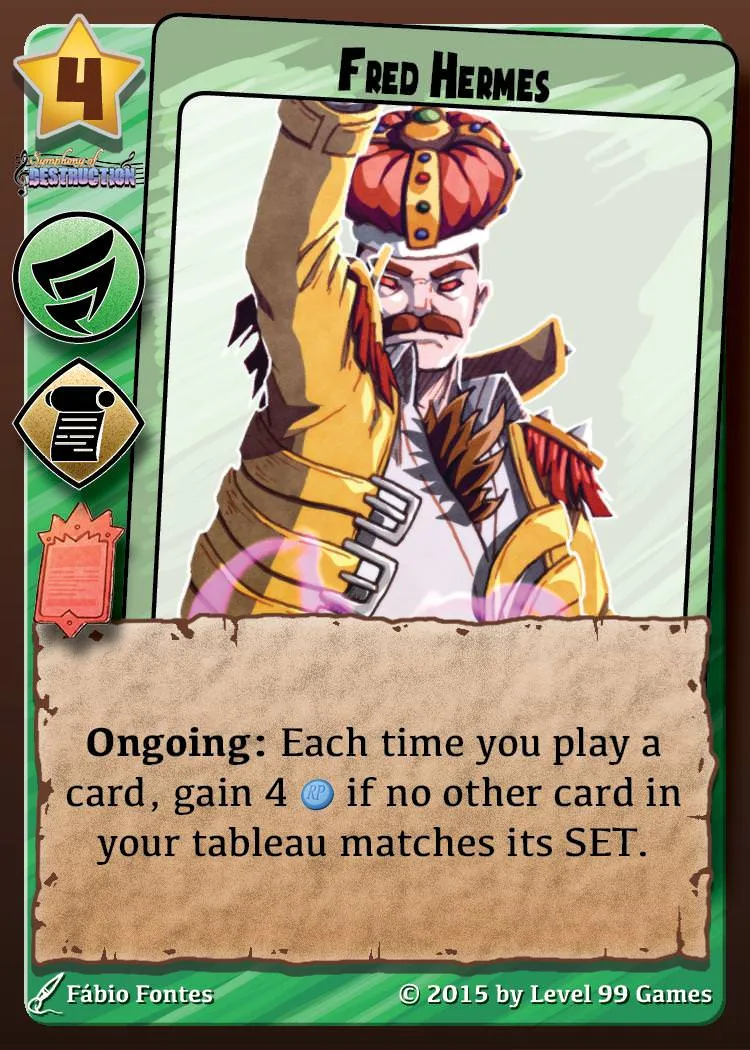 4
Fred Hermes
Symphony of
DESTRUCTION
Ongoing: Each time you play a
card, gain 4 RP if no other card in
your tableau matches its SET.
Fábio Fontes
© 2015 by Level 99 Games